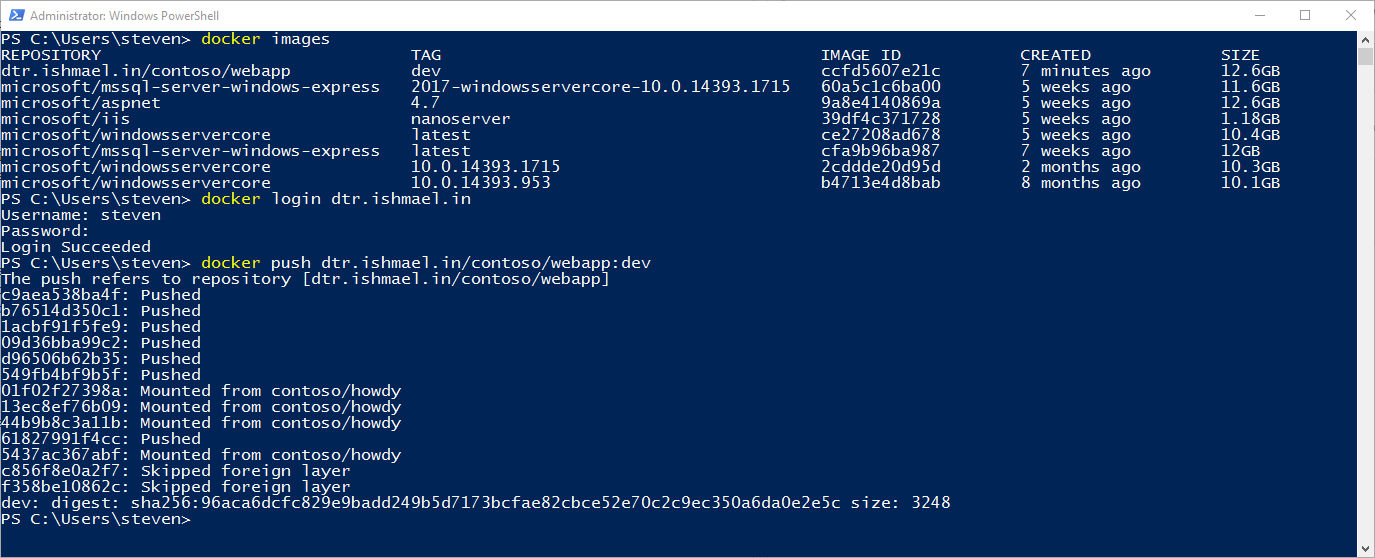 Administrator: Windows PowerShell
PS C:\Users\steven> docker images
REPOSITORY TAG IMAGE ID CREATED SIZE
dtr.ishmael.in/contoso/webapp dev ccfd5607e21c 7 minutes ago 12.6GB
microsoft/mssql-server-windows-express 2017-windowsservercore-10.0.14393.1715 60a5c1c6ba00 5 weeks ago 11.6GB
microsoft/aspnet 4.7 9a8e4140869a 5 weeks ago 12.6GB
microsoft/iis nanoserver 39df4c371728 5 weeks ago 1.18GB
microsoft/windowsservercore latest ce27208ad678 5 weeks ago 10.4GB
microsoft/mssql-server-windows-express latest cfa9b96ba987 7 weeks ago 12GB
microsoft/windowsservercore 10.0.14393.1715 2cddde20d95d 2 months ago 10.3GB
microsoft/windowsservercore 10.0.14393.953 b4713e4d8bab 8 months ago 10.1GB
PS C:\Users\steven> docker login dtr.ishmael.in
Username: steven
Password:
Login Succeeded
PS C:\Users\steven> docker push dtr.ishmael.in/contoso/webapp:dev
The push refers to repository [dtr.ishmael.in/contoso/webapp]
c9aea538ba4f: Pushed
b76514d350c1: Pushed
1acbf91f5fe9: Pushed
09d36bba99c2: Pushed
d96506b62b35: Pushed
549fb4bf9b5f: Pushed
01f02f27398a: Mounted from contoso/howdy
13ec8ef76b09: Mounted from contoso/howdy
44b9b8c3a11b: Mounted from contoso/howdy
61827991f4cc: Pushed
5437ac367abf: Mounted from contoso/howdy
c856f8e0a2f7: Skipped foreign layer
f358be10862c: Skipped foreign layer
dev: digest: sha256:96aca6dcfc829e9badd249b5d7173bcfae82cbce52e70c2c9ec350a6da0e2e5c size: 3248
PS C:\Users\steven>